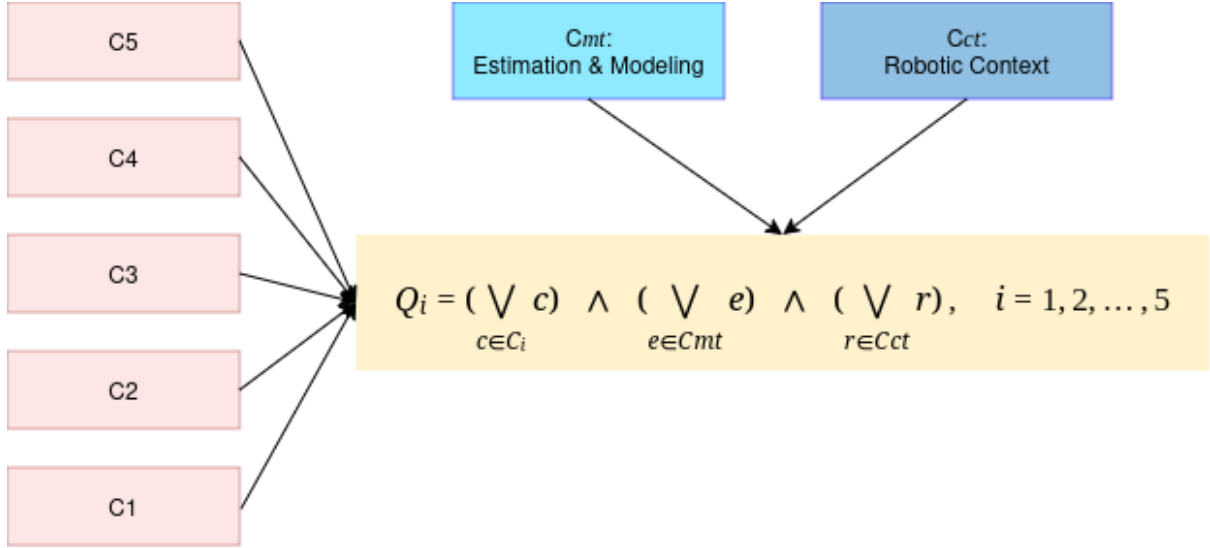 C5
C4
C3
C2
C1
Cmt:
Estimation & Modeling
Cct:
Robotic Context
Qᵢ = ( ⋁ c) ∧ ( ⋁ e) ∧ ( ⋁ r) , i = 1, 2, … , 5
c∈Cᵢ e∈Cmt r∈Cct